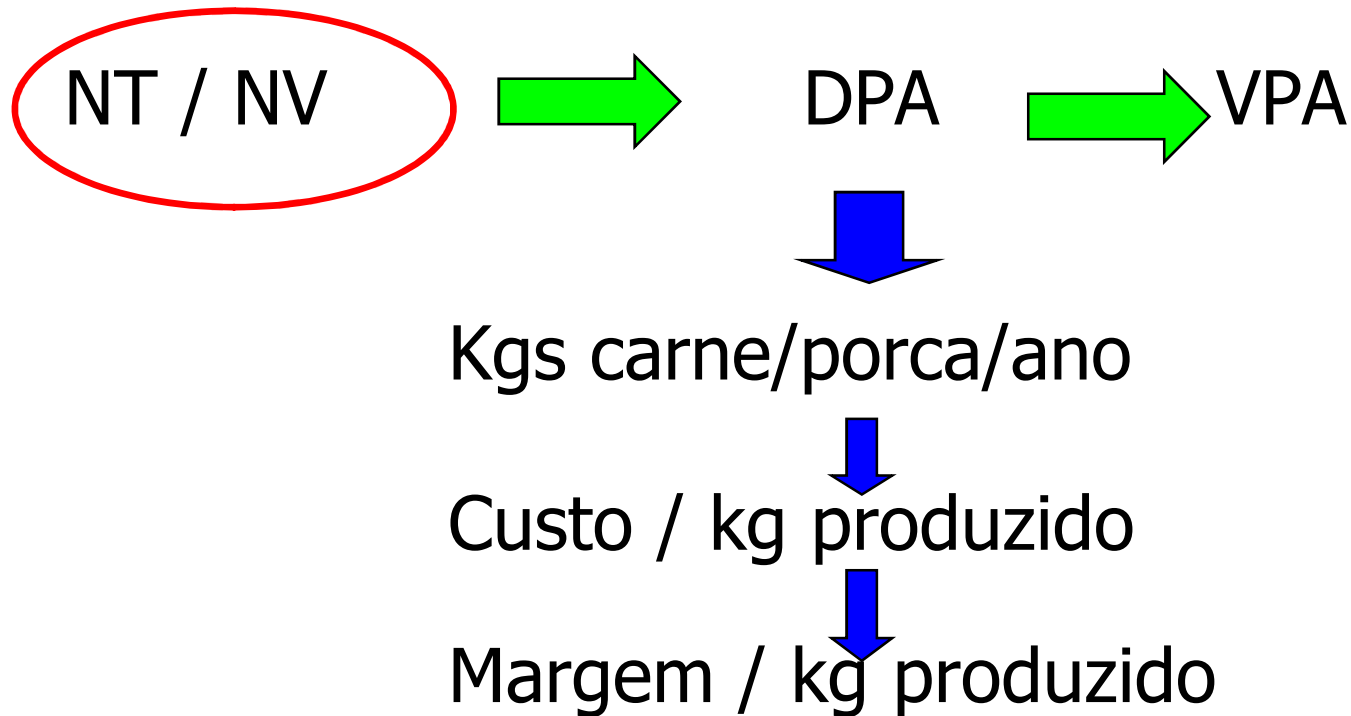 NT / NV DPA VPA
Kgs carne/porca/ano
Custo / kg produzido
Margem / kg produzido